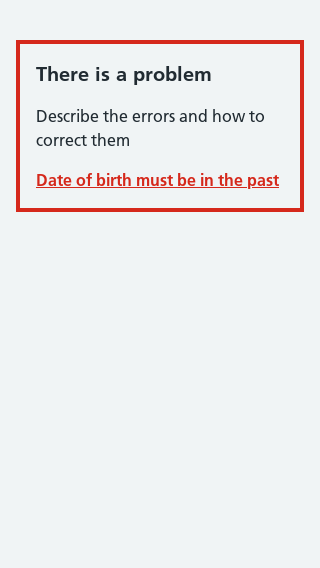 There is a problem
Describe the errors and how to
correct them
Date of birth must be in the past